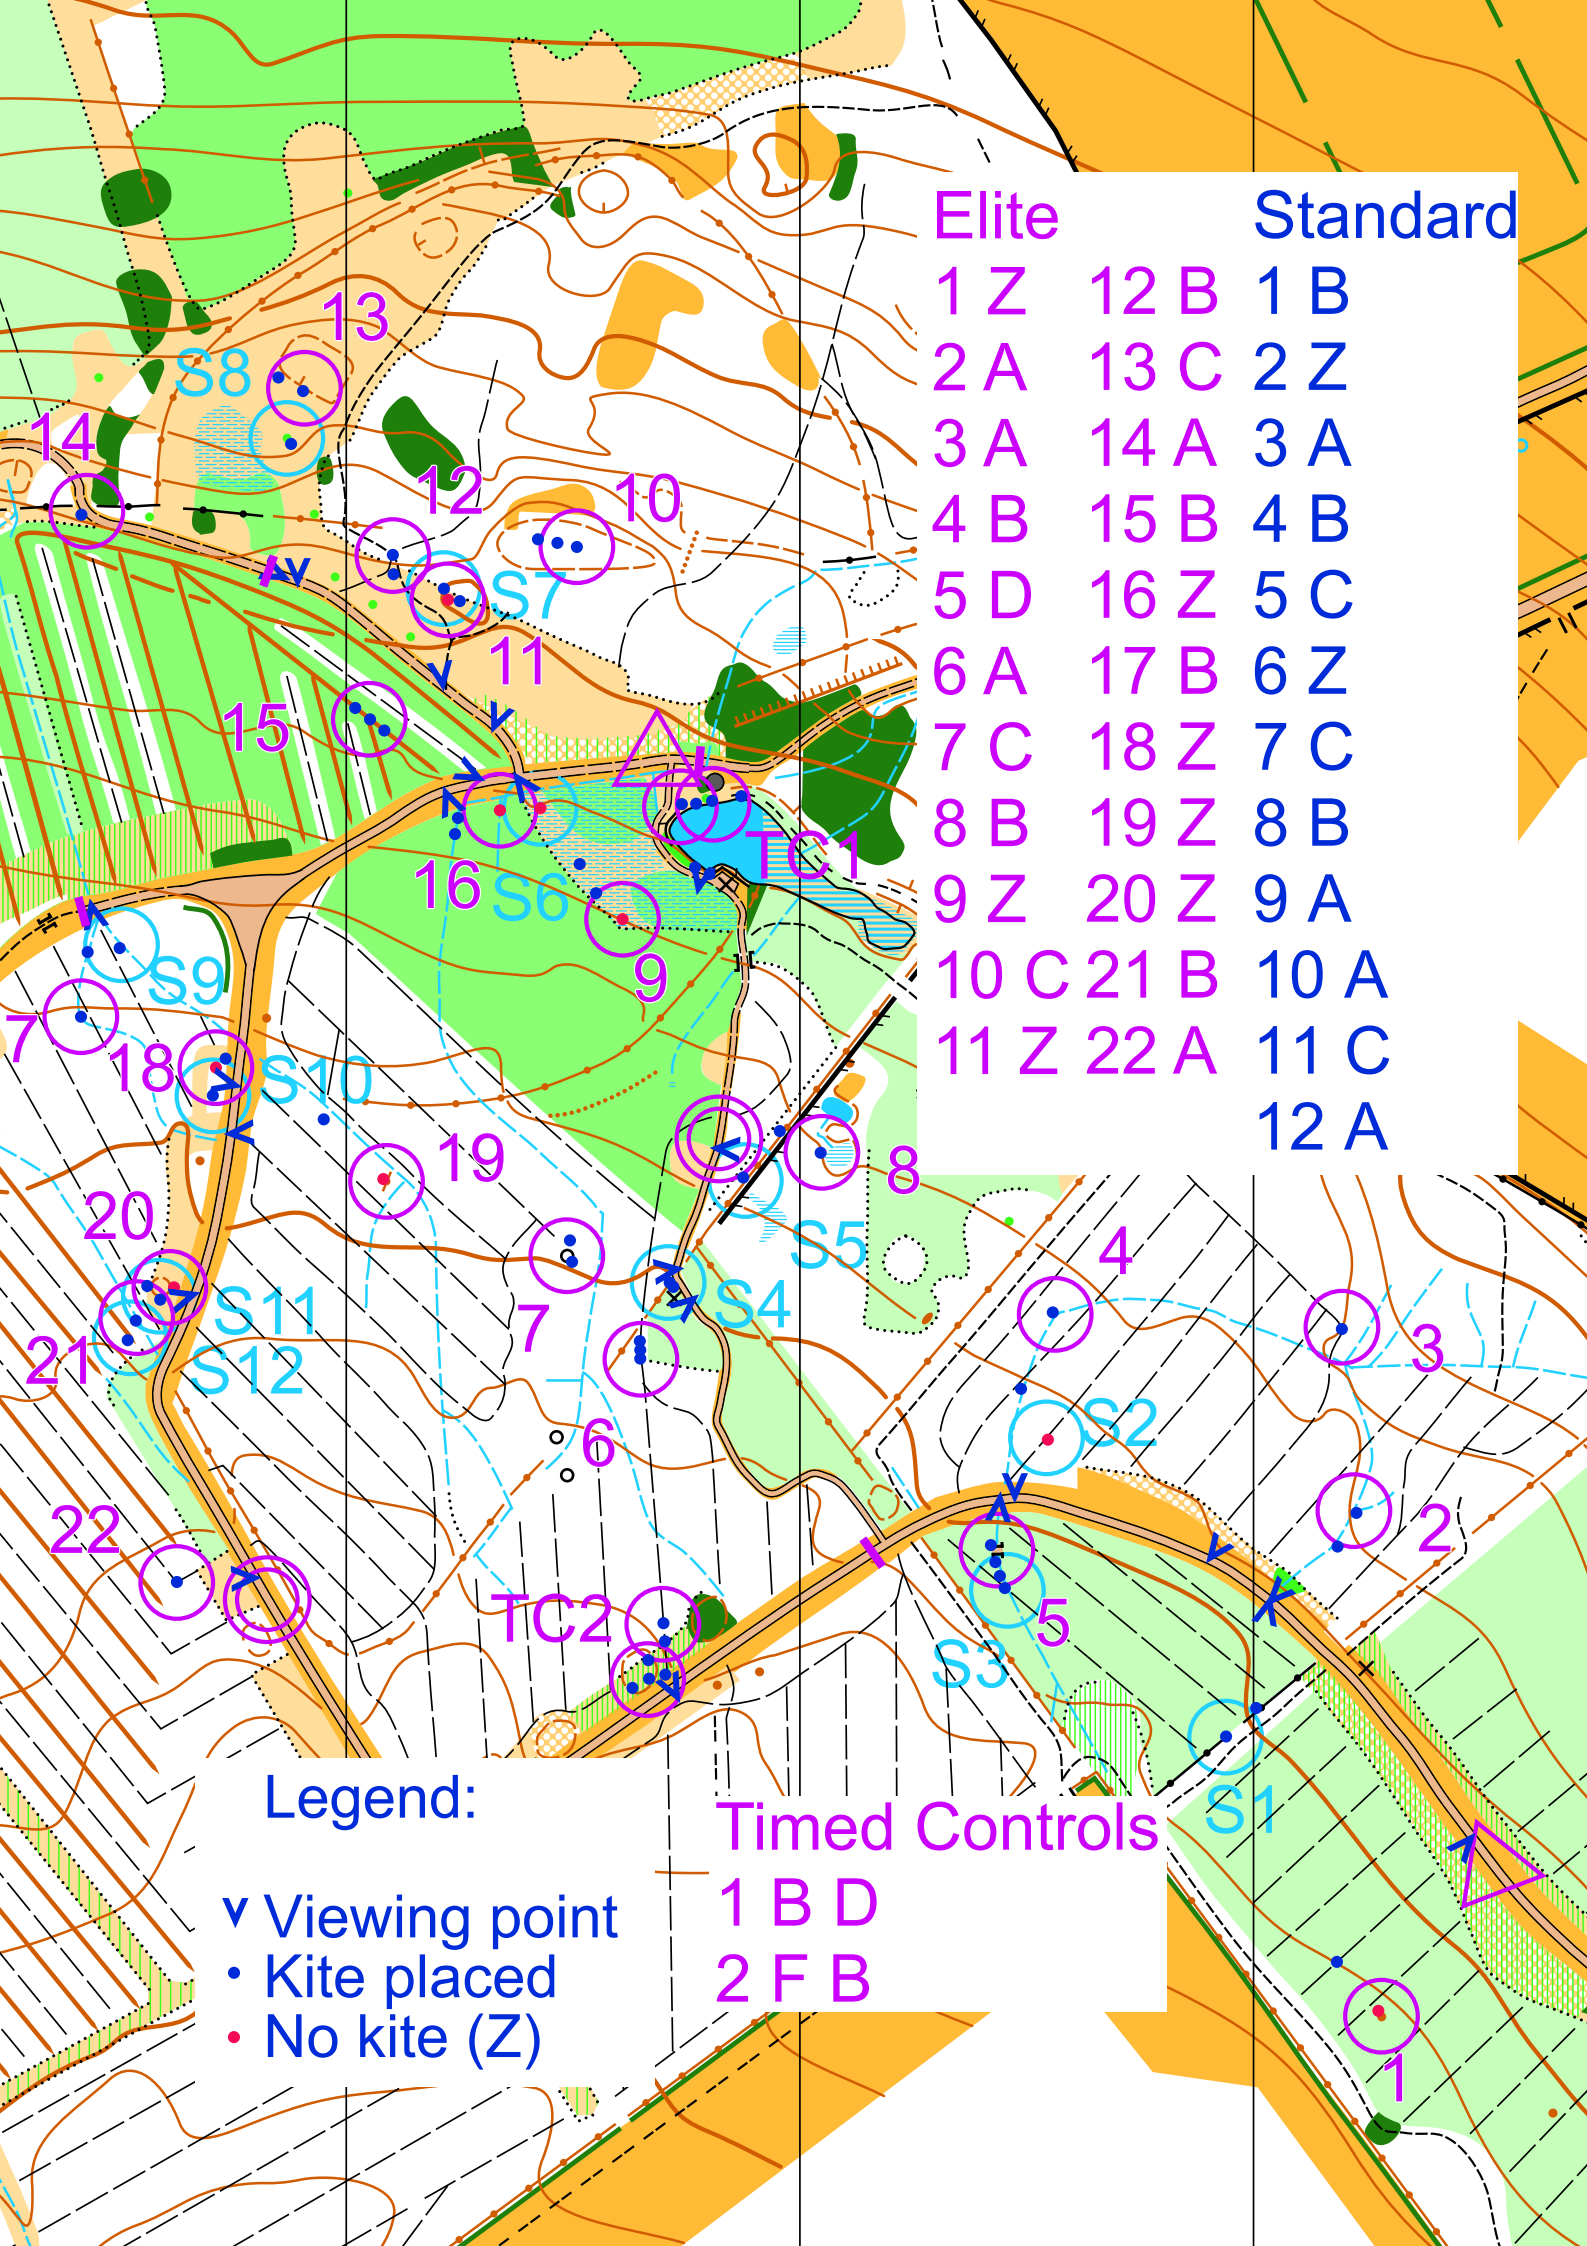 Elite Standard
1 Z 12 B 1 B
2 A 13 C 2 Z
3 A 14 A 3 A
4 B 15 B 4 B
5 D 16 Z 5 C
6 A 17 B 6 Z
7 C 18 Z 7 C
8 B 19 Z 8 B
9 Z 20 Z 9 A
10 C 21 B 10 A
11 Z 22 A 11 C
12 A
13
S8
14
12
10
S7
11
15
TC1
16
S6
9
S9
7
18
S10
19
8
20
S5
4
S11
S4
7
3
21
S12
S2
6
2
22
TC2
5
S3
S1
1
Legend:
Viewing point
Kite placed
No kite (Z)
Timed Controls
1 B D
2 F B